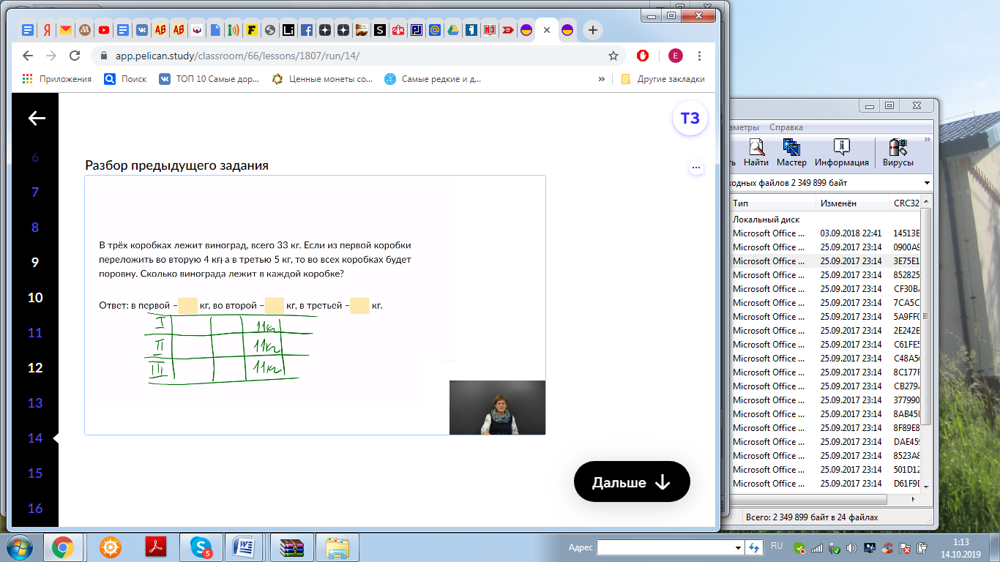 app.pelican.study/classroom/66/lessons/1807/run/14/
Приложения Поиск ТОП 10 Самые дор... Ценные монеты со... Самые редкие и д... » Другие закладки
ТЗ
6
7
8
9
10
11
12
13
14
15
16
Разбор предыдущего задания
В трёх коробках лежит виноград, всего 33 кг. Если из первой коробки
переложить во вторую 4 кг, а в третью 5 кг, то во всех коробках будет
поровну. Сколько винограда лежит в каждой коробке?
Ответ: в первой – кг, во второй – кг, в третьей – кг.
I 11кг
II 11кг
III 11кг
Дальше
аметры Справка
ть Найти Мастер Информация Вирусы »
ходных файлов 2 349 899 байт
Тип Изменён CRC32
Локальный диск
Microsoft Office ... 03.09.2018 22:41 14513E
Microsoft Office ... 25.09.2017 23:14 0900A9
Microsoft Office ... 25.09.2017 23:14 3E75E1
Microsoft Office ... 25.09.2017 23:14 852825
Microsoft Office ... 25.09.2017 23:14 CF30BA
Microsoft Office ... 25.09.2017 23:14 7CA5C
Microsoft Office ... 25.09.2017 23:14 5A9FF0
Microsoft Office ... 25.09.2017 23:14 2E242E
Microsoft Office ... 25.09.2017 23:14 C61FE5
Microsoft Office ... 25.09.2017 23:14 C48A5
Microsoft Office ... 25.09.2017 23:14 8C177F
Microsoft Office ... 25.09.2017 23:14 CB279
Microsoft Office ... 25.09.2017 23:14 377990
Microsoft Office ... 25.09.2017 23:14 8AB45
Microsoft Office ... 25.09.2017 23:14 8F89E8
Microsoft Office ... 25.09.2017 23:14 DAE45
Microsoft Office ... 25.09.2017 23:14 8523A8
Microsoft Office ... 25.09.2017 23:14 501D12
Microsoft Office ... 25.09.2017 23:14 D61F9
Всего: 2 349 899 байт в 24 файлах
Адрес RU 1:13
14.10.2019